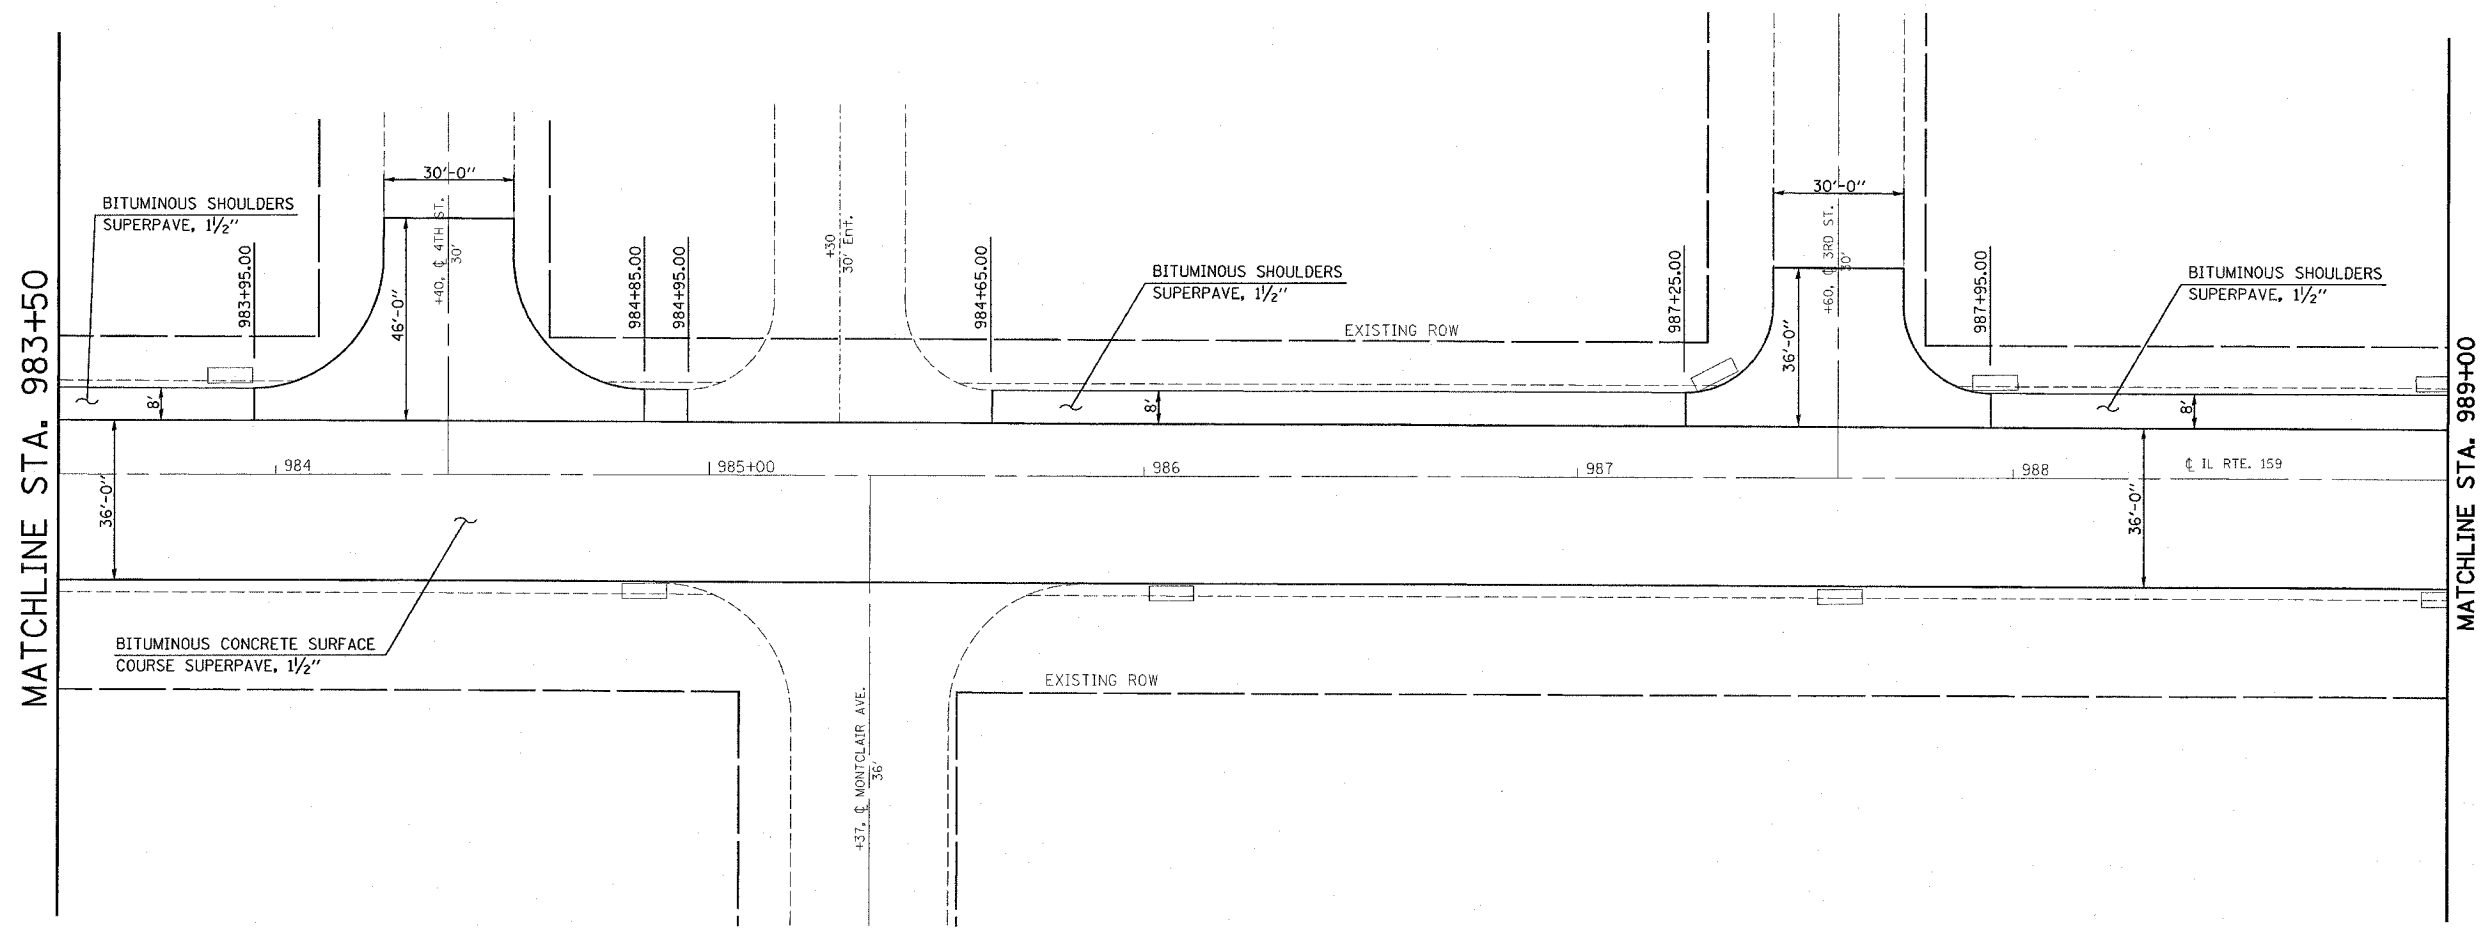 MATCHLINE STA. 983+50
BITUMINOUS SHOULDERS
SUPERPAVE, 1½"
983+95.00
8'
36'-0"
30'-0"
46'-0"
+40, ℄ 4TH ST.
30'
984+85.00
984+95.00
+30
30' Ent.
984+65.00
BITUMINOUS SHOULDERS
SUPERPAVE, 1½"
8'
EXISTING ROW
987+25.00
30'-0"
36'-0"
+60, ℄ 3RD ST.
30'
987+95.00
BITUMINOUS SHOULDERS
SUPERPAVE, 1½"
8'
984
985+00
986
987
988
℄ IL RTE. 159
36'-0"
BITUMINOUS CONCRETE SURFACE
COURSE SUPERPAVE, 1½"
EXISTING ROW
+37, ℄ MONTCLAIR AVE.
36'
MATCHLINE STA. 989+00